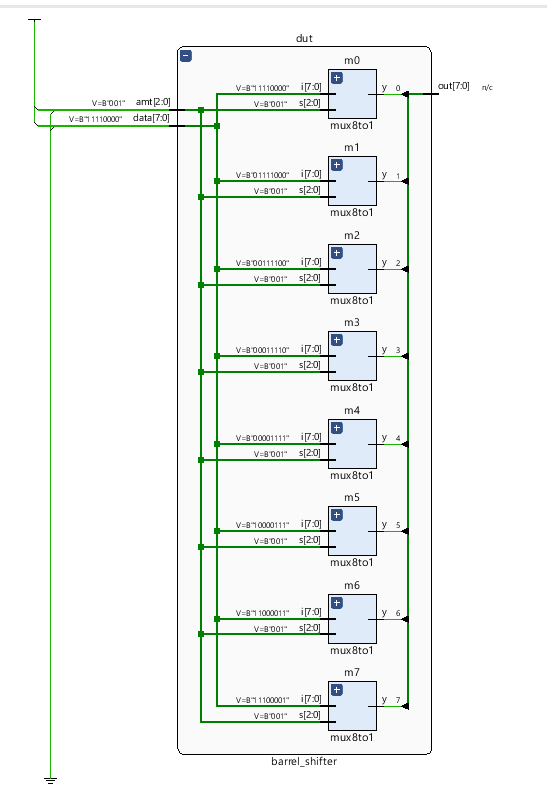 dut
m0
V=B"11110000" i[7:0] y 0 out[7:0] n/c
V=B"001" amt[2:0] V=B"001" s[2:0]
V=B"11110000" data[7:0] mux8to1
m1
V=B"01111000" i[7:0] y 1
V=B"001" s[2:0]
mux8to1
m2
V=B"00111100" i[7:0] y 2
V=B"001" s[2:0]
mux8to1
m3
V=B"00011110" i[7:0] y 3
V=B"001" s[2:0]
mux8to1
m4
V=B"00001111" i[7:0] y 4
V=B"001" s[2:0]
mux8to1
m5
V=B"10000111" i[7:0] y 5
V=B"001" s[2:0]
mux8to1
m6
V=B"11000011" i[7:0] y 6
V=B"001" s[2:0]
mux8to1
m7
V=B"11100001" i[7:0] y 7
V=B"001" s[2:0]
mux8to1
barrel_shifter